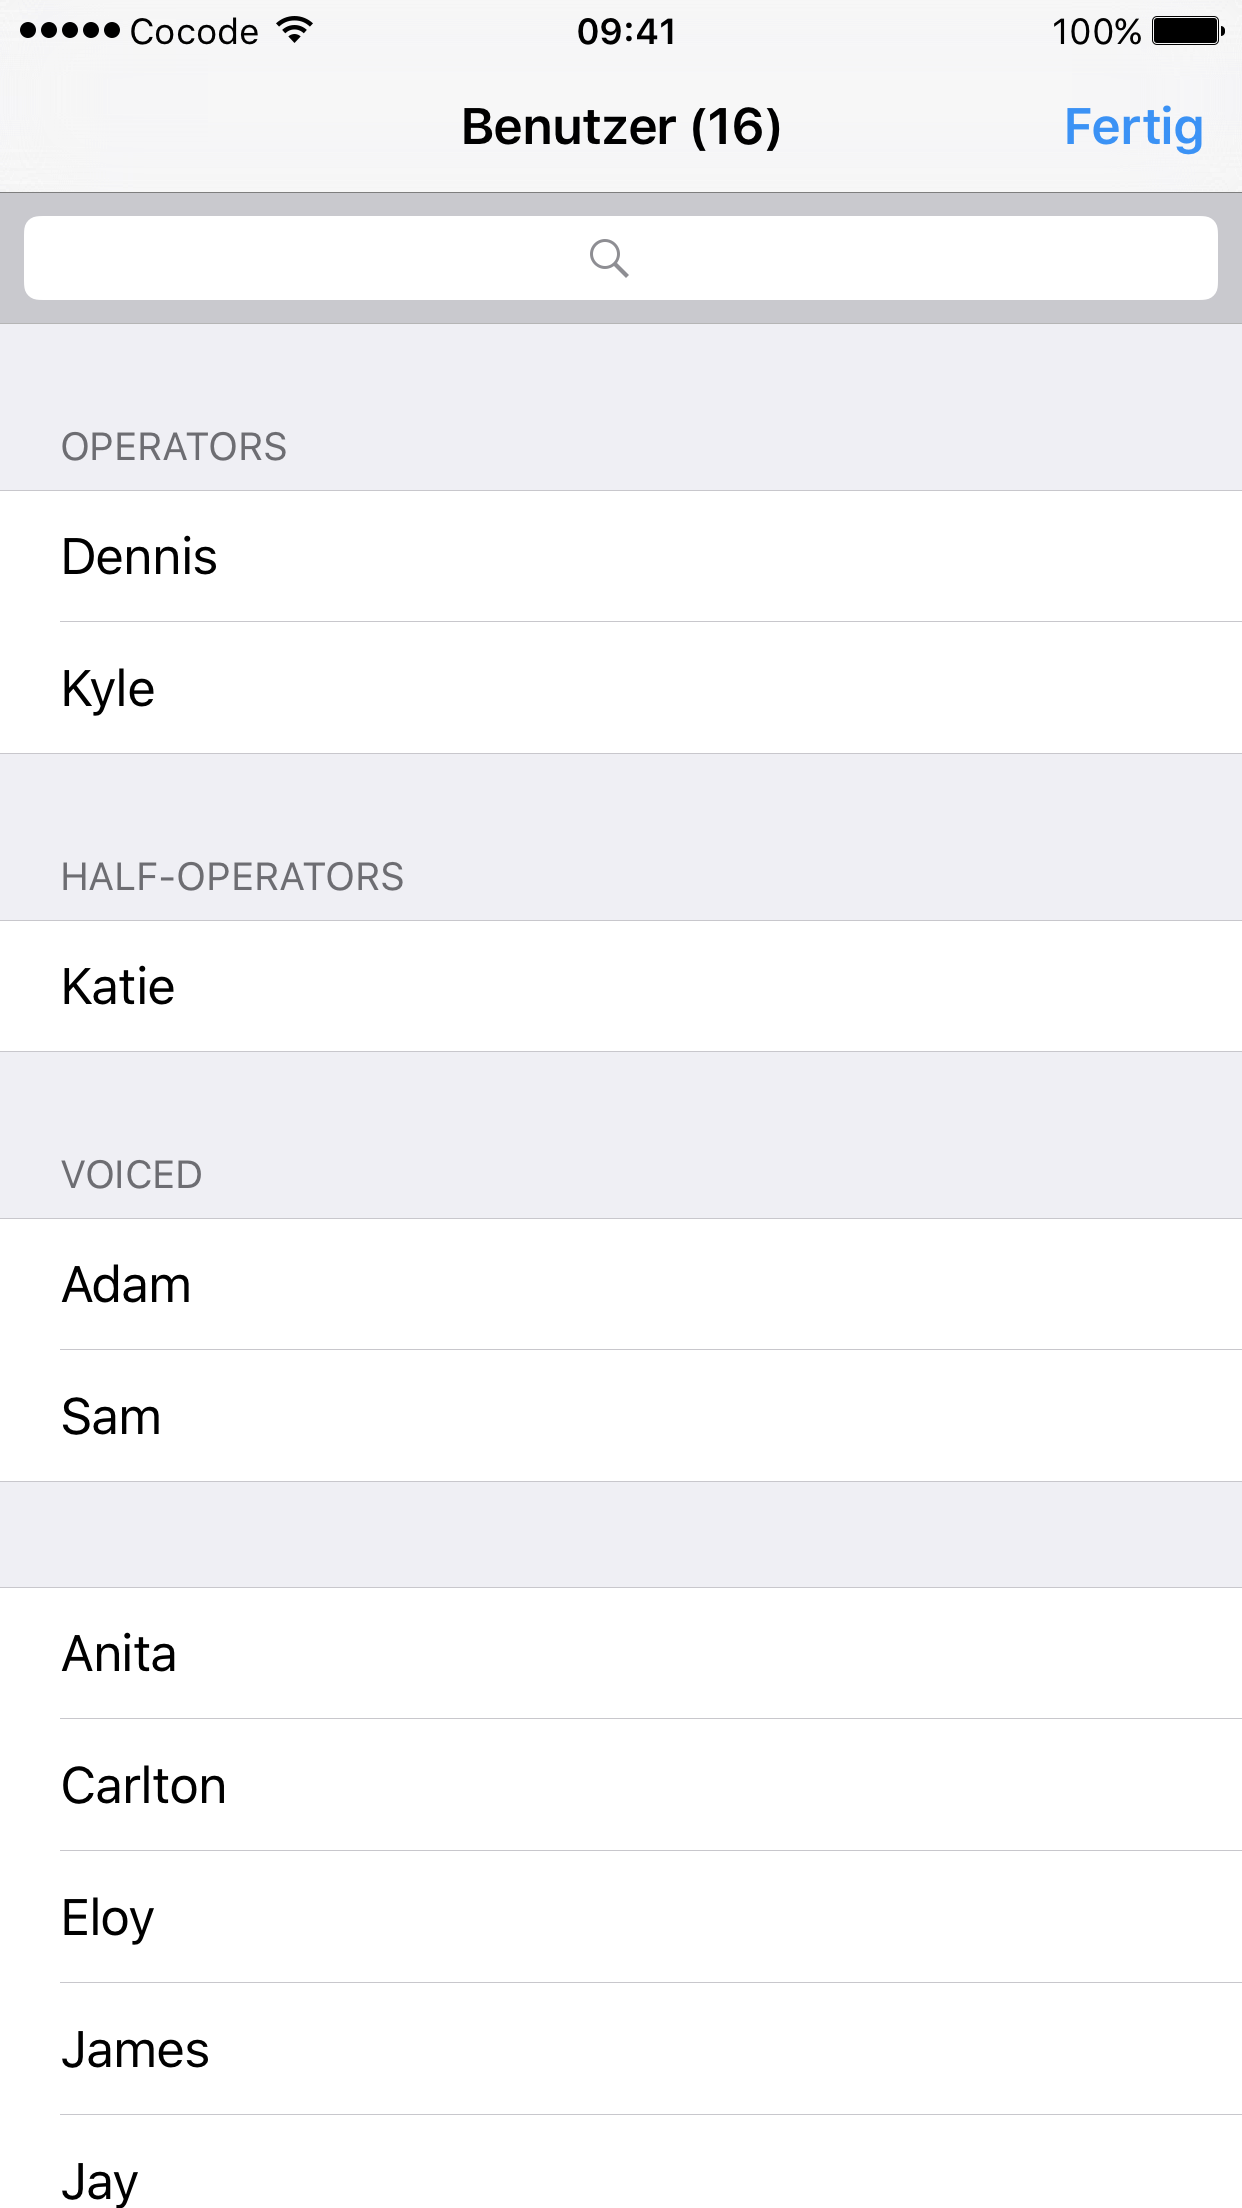 Cocode 09:41 100%
Benutzer (16) Fertig
OPERATORS
Dennis
Kyle
HALF-OPERATORS
Katie
VOICED
Adam
Sam
Anita
Carlton
Eloy
James
Jay